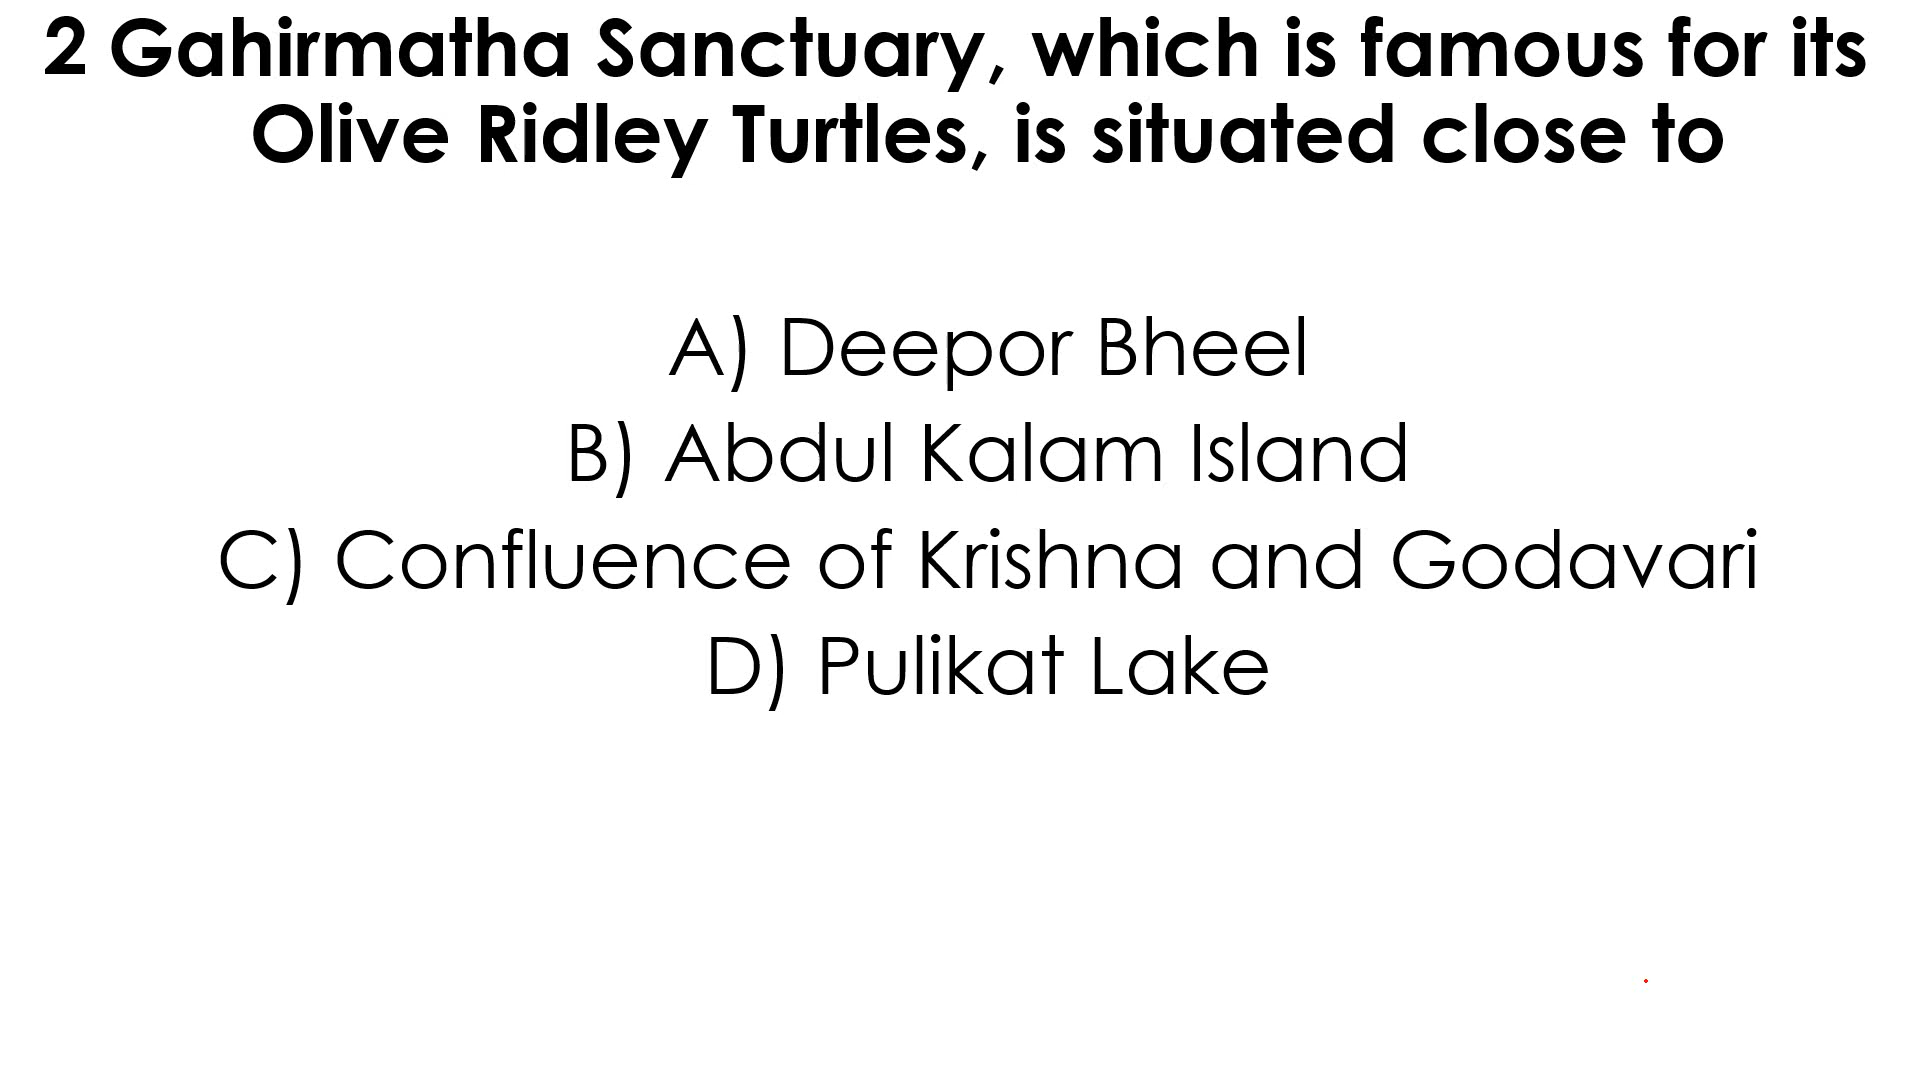 2 Gahirmatha Sanctuary, which is famous for its
Olive Ridley Turtles, is situated close to
A) Deepor Bheel
B) Abdul Kalam Island
C) Confluence of Krishna and Godavari
D) Pulikat Lake